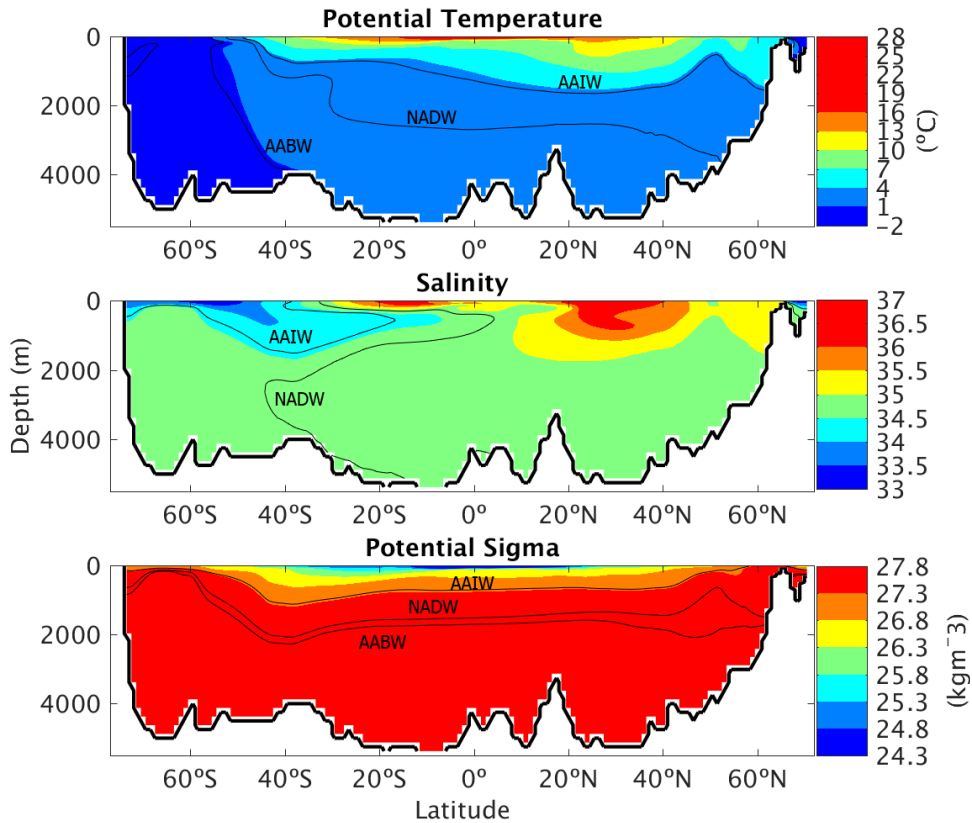 Potential Temperature
0
2000
4000
AAIW
NADW
AABW
60ºS 40ºS 20ºS 0º 20ºN 40ºN 60ºN
28
25
22
19
16
13
10
7
4
1
−2
(ºC)
Salinity
0
2000
4000
Depth (m)
AAIW
NADW
60ºS 40ºS 20ºS 0º 20ºN 40ºN 60ºN
37
36.5
36
35.5
35
34.5
34
33.5
33
Potential Sigma
0
2000
4000
AAIW
NADW
AABW
60ºS 40ºS 20ºS 0º 20ºN 40ºN 60ºN
Latitude
27.8
27.3
26.8
26.3
25.8
25.3
24.8
24.3
(kgm⁻3)